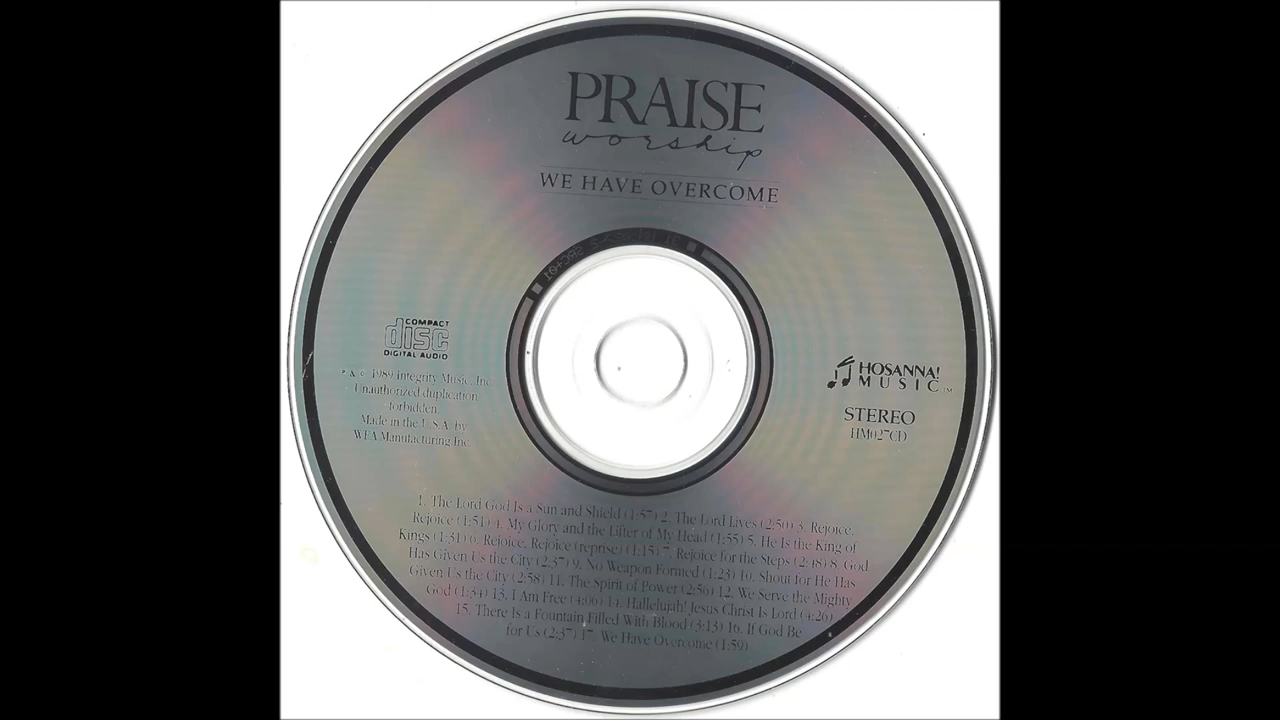 PRAISE
worship
WE HAVE OVERCOME
COMPACT
disc
DIGITAL AUDIO
℗ & © 1989 Integrity Music, Inc.
Unauthorized duplication
forbidden.
Made in the U.S.A. by
WEA Manufacturing Inc.
HOSANNA!
MUSIC TM
STEREO
HM027CD
1. The Lord God Is a Sun and Shield (1:57) 2. The Lord Lives (2:50) 3. Rejoice,
Rejoice (1:51) 4. My Glory and the Lifter of My Head (1:55) 5. He Is the King of
Kings (1:31) 6. Rejoice, Rejoice (reprise) (1:15) 7. Rejoice for the Steps (2:48) 8. God
Has Given Us the City (2:37) 9. No Weapon Formed (1:23) 10. Shout for He Has
Given Us the City (2:58) 11. The Spirit of Power (2:56) 12. We Serve the Mighty
God (1:34) 13. I Am Free (4:06) 14. Hallelujah! Jesus Christ Is Lord (4:26)
15. There Is a Fountain Filled With Blood (3:13) 16. If God Be
for Us (2:37) 17. We Have Overcome (1:59)